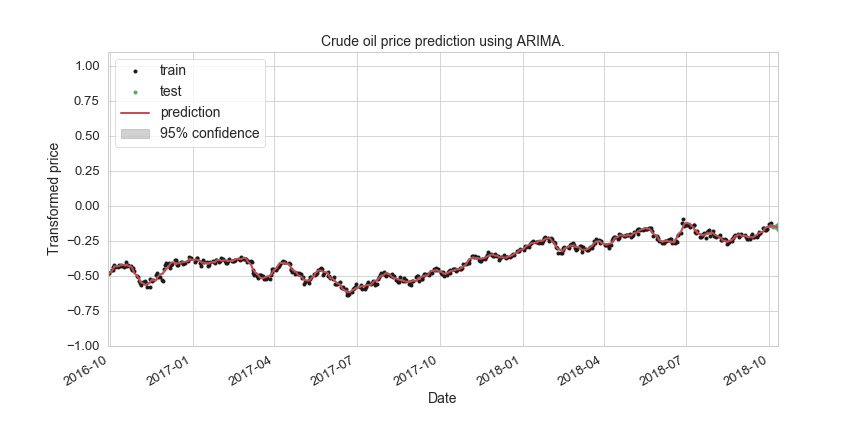 Crude oil price prediction using ARIMA.
train
test
prediction
95% confidence
Transformed price
1.00
0.75
0.50
0.25
0.00
−0.25
−0.50
−0.75
−1.00
2016-10
2017-01
2017-04
2017-07
2017-10
2018-01
2018-04
2018-07
2018-10
Date